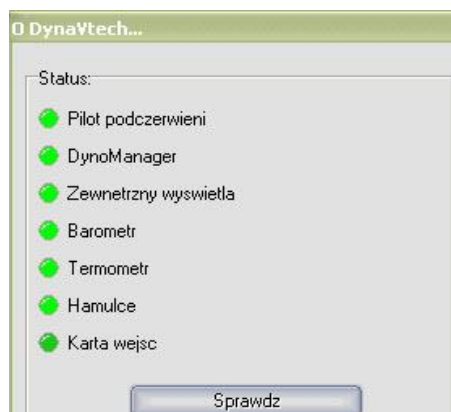 O DynaVtech...
Status:
Pilot podczerwieni
DynoManager
Zewnetrzny wyswietla
Barometr
Termometr
Hamulce
Karta wejsc
Sprawdz